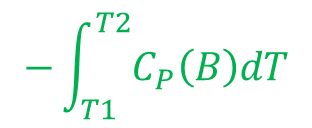 − ∫_{T1}^{T2} C_P(B)dT